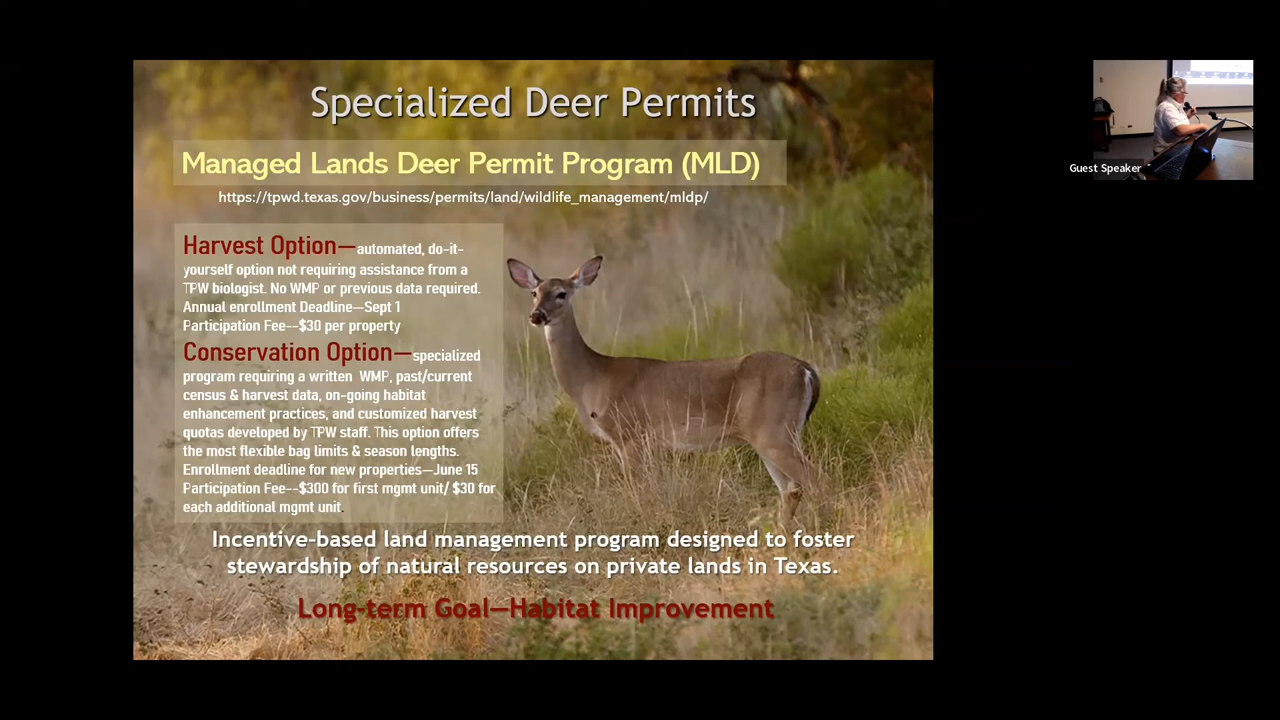 Specialized Deer Permits
Managed Lands Deer Permit Program (MLD)
https://tpwd.texas.gov/business/permits/land/wildlife_management/mldp/
Harvest Option—automated, do-it-
yourself option not requiring assistance from a
TPW biologist. No WMP or previous data required.
Annual enrollment Deadline—Sept 1
Participation Fee--$30 per property
Conservation Option—specialized
program requiring a written WMP, past/current
census & harvest data, on-going habitat
enhancement practices, and customized harvest
quotas developed by TPW staff. This option offers
the most flexible bag limits & season lengths.
Enrollment deadline for new properties—June 15
Participation Fee--$300 for first mgmt unit/ $30 for
each additional mgmt unit.
Incentive-based land management program designed to foster
stewardship of natural resources on private lands in Texas.
Long-term Goal—Habitat Improvement
Guest Speaker